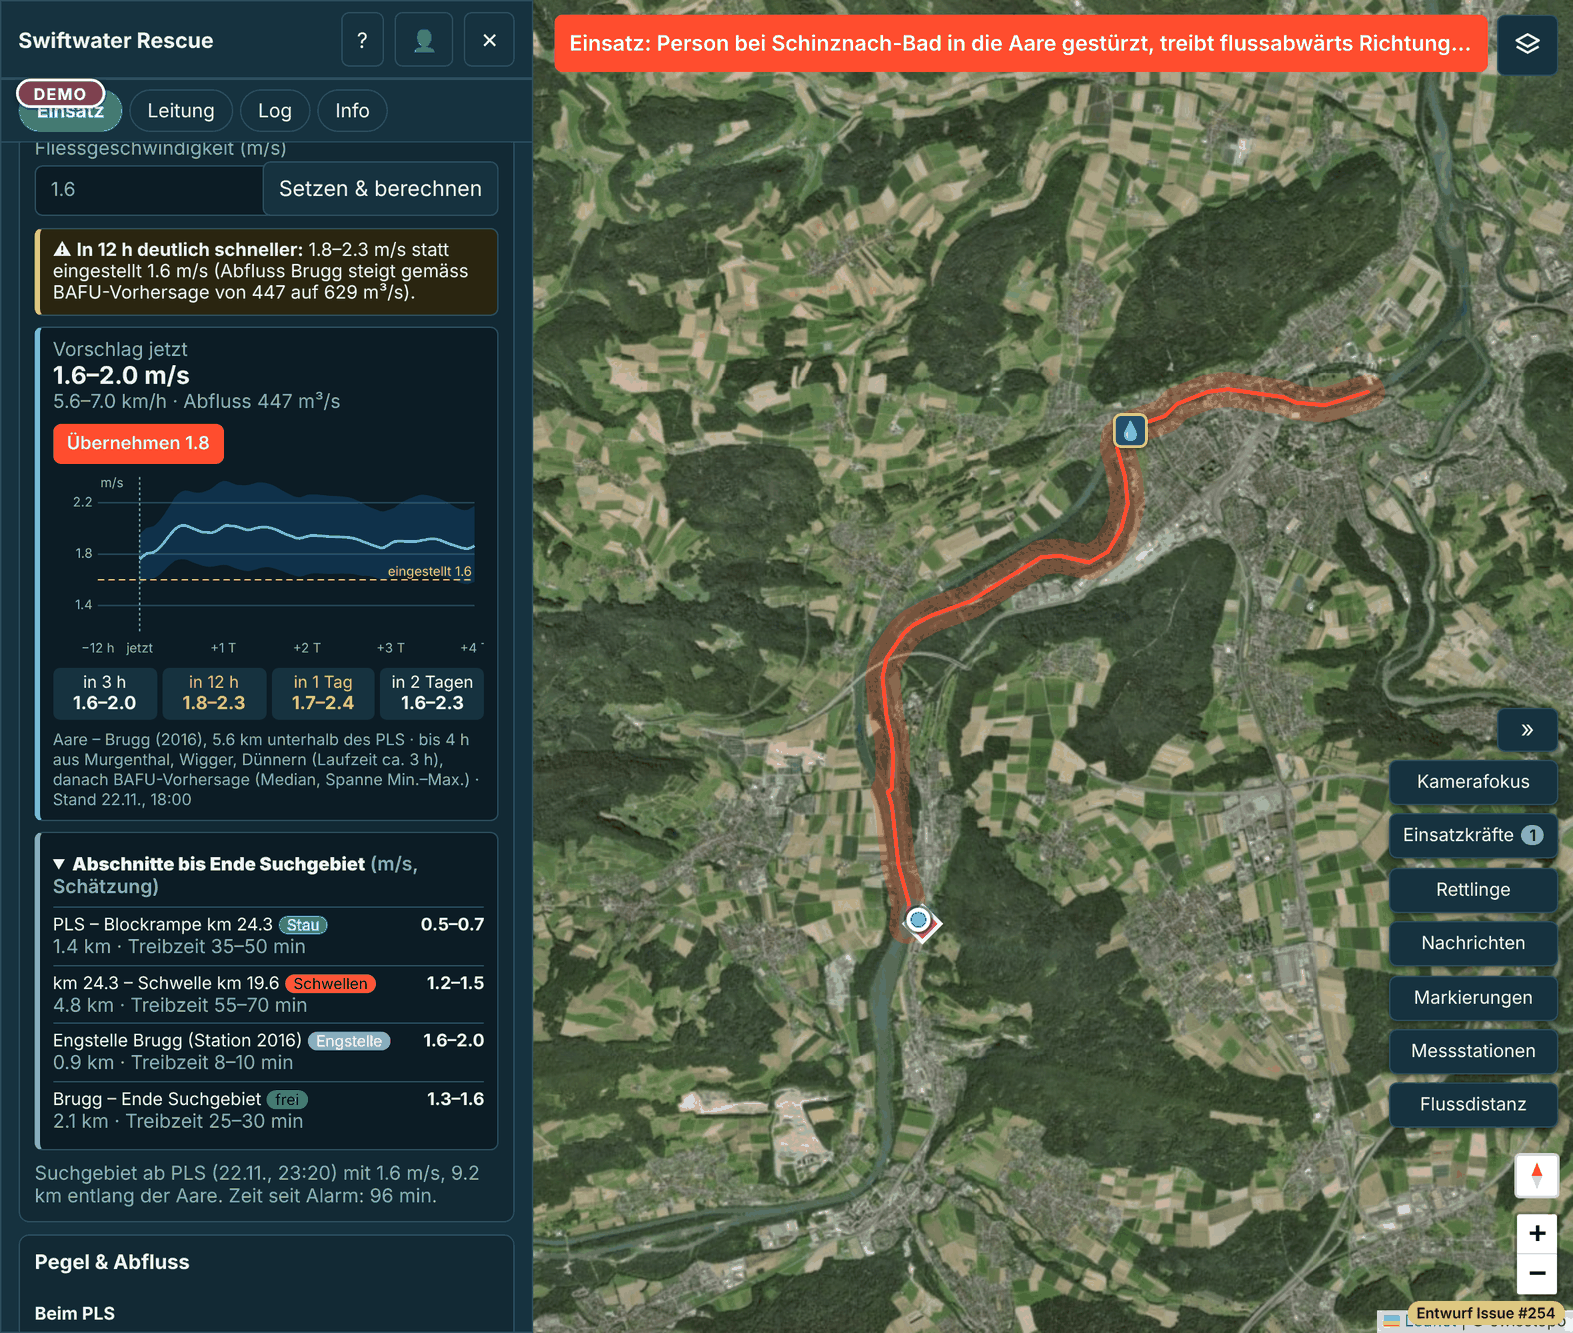 Swiftwater Rescue
?
DEMO
Einsatz
Leitung
Log
Info
Fliessgeschwindigkeit (m/s)
1.6
Setzen & berechnen
⚠ In 12 h deutlich schneller: 1.8–2.3 m/s statt
eingestellt 1.6 m/s (Abfluss Brugg steigt gemäss
BAFU-Vorhersage von 447 auf 629 m³/s).
Vorschlag jetzt
1.6–2.0 m/s
5.6–7.0 km/h · Abfluss 447 m³/s
Übernehmen 1.8
m/s
2.2
1.8
eingestellt 1.6
1.4
−12 h
jetzt
+1 T
+2 T
+3 T
+4
in 3 h
1.6–2.0
in 12 h
1.8–2.3
in 1 Tag
1.7–2.4
in 2 Tagen
1.6–2.3
Aare – Brugg (2016), 5.6 km unterhalb des PLS · bis 4 h
aus Murgenthal, Wigger, Dünnern (Laufzeit ca. 3 h),
danach BAFU-Vorhersage (Median, Spanne Min.–Max.) ·
Stand 22.11., 18:00
▼ Abschnitte bis Ende Suchgebiet (m/s,
Schätzung)
PLS – Blockrampe km 24.3 Stau 0.5–0.7
1.4 km · Treibzeit 35–50 min
km 24.3 – Schwelle km 19.6 Schwellen 1.2–1.5
4.8 km · Treibzeit 55–70 min
Engstelle Brugg (Station 2016) Engstelle 1.6–2.0
0.9 km · Treibzeit 8–10 min
Brugg – Ende Suchgebiet frei 1.3–1.6
2.1 km · Treibzeit 25–30 min
Suchgebiet ab PLS (22.11., 23:20) mit 1.6 m/s, 9.2
km entlang der Aare. Zeit seit Alarm: 96 min.
Pegel & Abfluss
Beim PLS
Einsatz: Person bei Schinznach-Bad in die Aare gestürzt, treibt flussabwärts Richtung...
»
Kamerafokus
Einsatzkräfte 1
Rettlinge
Nachrichten
Markierungen
Messstationen
Flussdistanz
+
−
Entwurf Issue #254